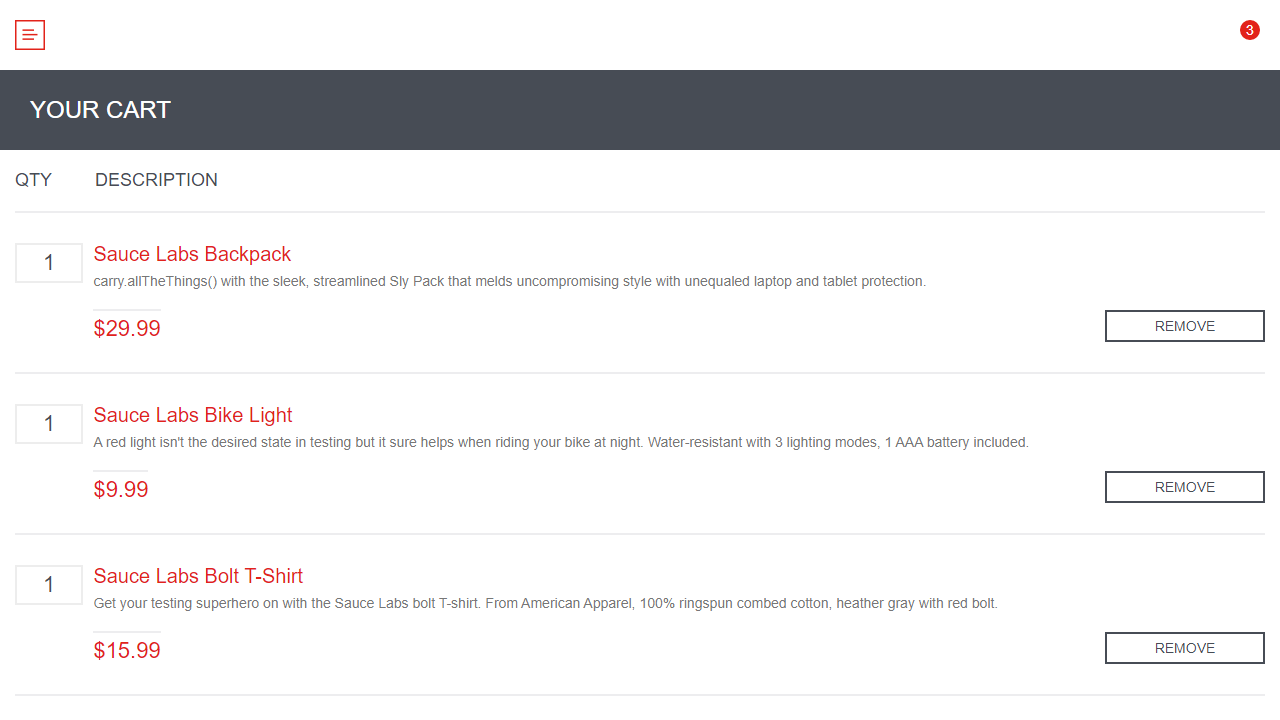 3
YOUR CART
QTY DESCRIPTION
1 Sauce Labs Backpack
carry.allTheThings() with the sleek, streamlined Sly Pack that melds uncompromising style with unequaled laptop and tablet protection.
$29.99 REMOVE
1 Sauce Labs Bike Light
A red light isn't the desired state in testing but it sure helps when riding your bike at night. Water-resistant with 3 lighting modes, 1 AAA battery included.
$9.99 REMOVE
1 Sauce Labs Bolt T-Shirt
Get your testing superhero on with the Sauce Labs bolt T-shirt. From American Apparel, 100% ringspun combed cotton, heather gray with red bolt.
$15.99 REMOVE